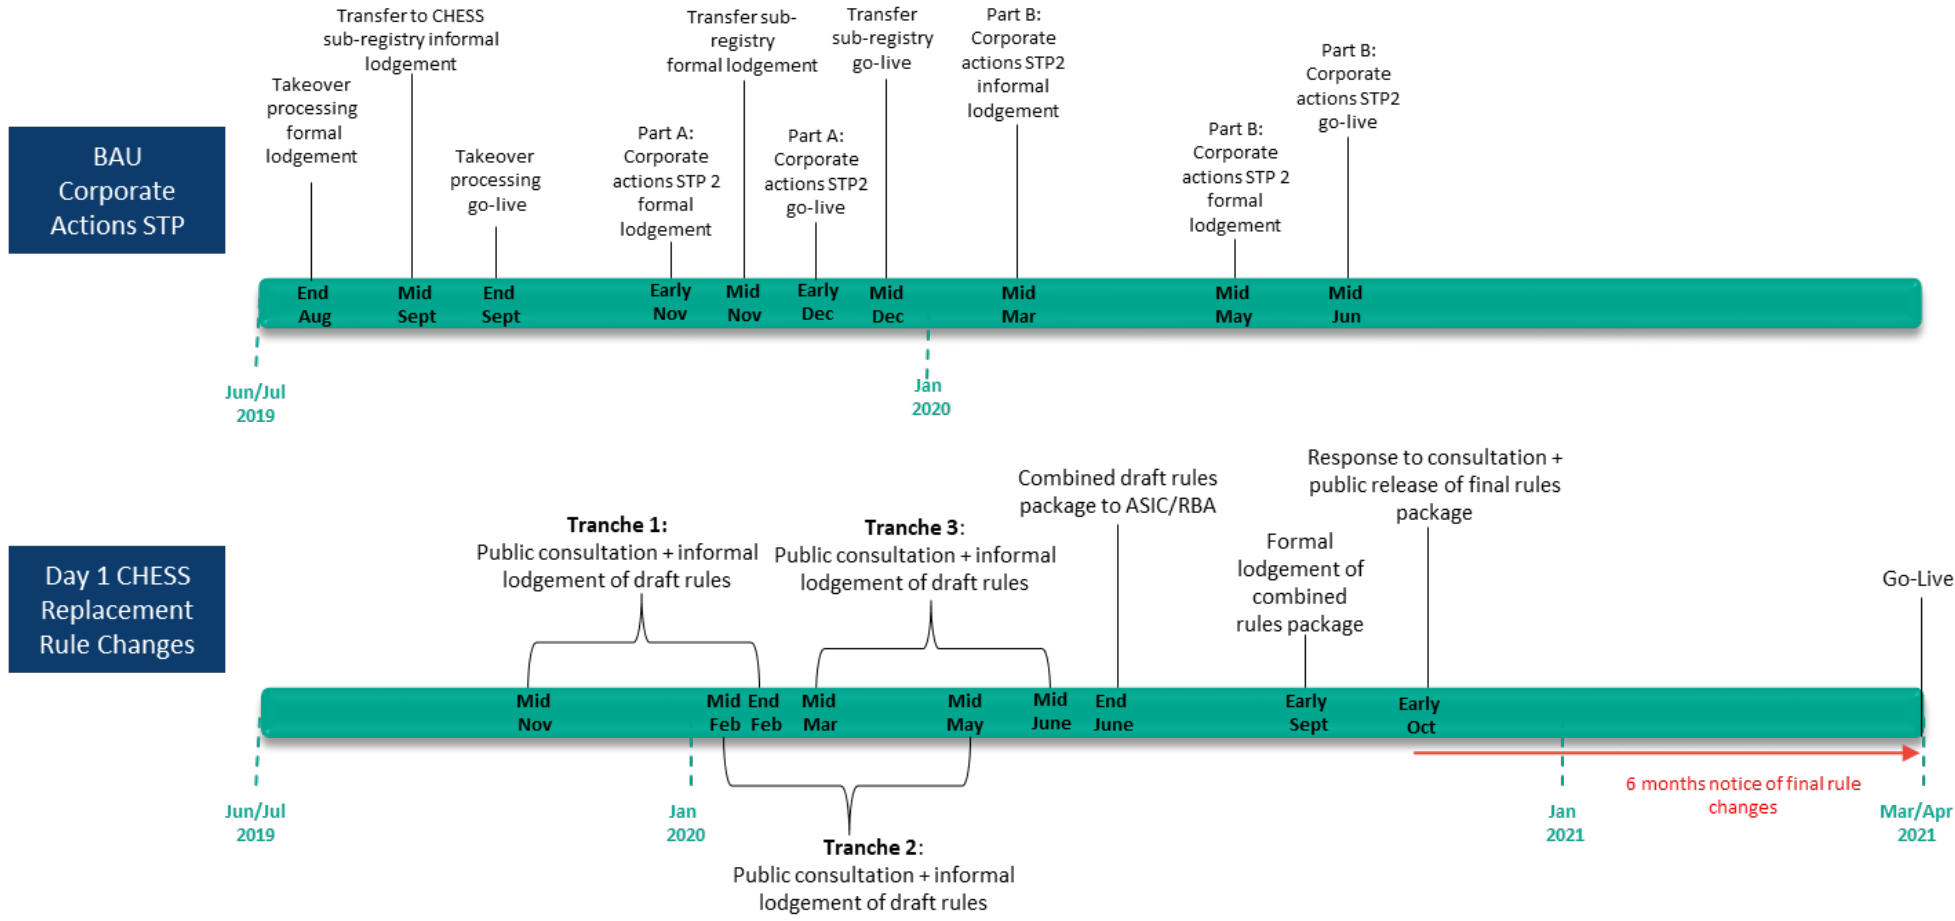 BAU
Corporate
Actions STP
Takeover
processing
formal
lodgement
Transfer to CHESS
sub-registry informal
lodgement
Takeover
processing
go-live
Part A:
Corporate
actions STP 2
formal
lodgement
Transfer sub-
registry
formal lodgement
Part A:
Corporate
actions STP2
go-live
Transfer
sub-registry
go-live
Part B:
Corporate
actions STP2
informal
lodgement
Part B:
Corporate
actions STP 2
formal
lodgement
Part B:
Corporate
actions STP2
go-live
End
Aug
Mid
Sept
End
Sept
Early
Nov
Mid
Nov
Early
Dec
Mid
Dec
Mid
Mar
Mid
May
Mid
Jun
Jun/Jul
2019
Jan
2020
Day 1 CHESS
Replacement
Rule Changes
Tranche 1:
Public consultation + informal
lodgement of draft rules
Tranche 3:
Public consultation + informal
lodgement of draft rules
Combined draft rules
package to ASIC/RBA
Formal
lodgement of
combined
rules package
Response to consultation +
public release of final rules
package
Go-Live
Mid
Nov
Mid
Feb
End
Feb
Mid
Mar
Mid
May
Mid
June
End
June
Early
Sept
Early
Oct
6 months notice of final rule
changes
Jun/Jul
2019
Jan
2020
Jan
2021
Mar/Apr
2021
Tranche 2:
Public consultation + informal
lodgement of draft rules